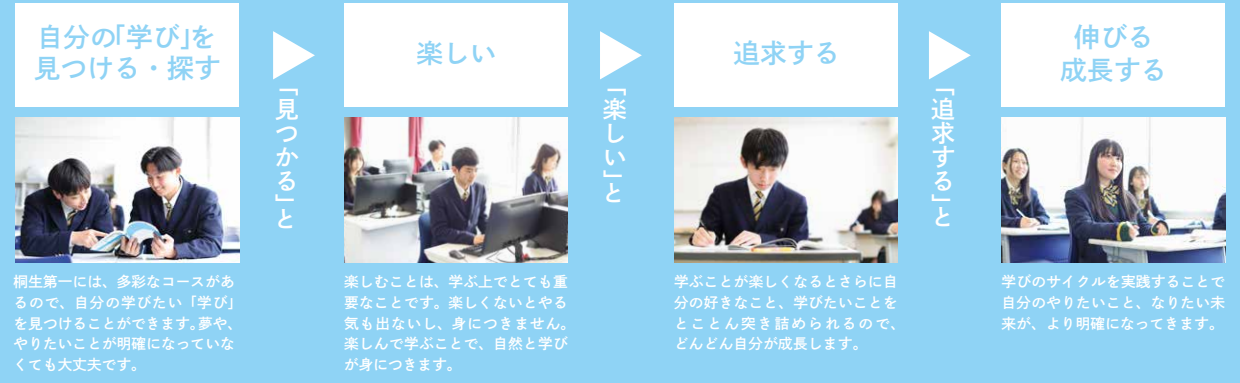 自分の「学び」を
見つける・探す
桐生第一には、多彩なコースがあ
るので、自分の学びたい「学び」
を見つけることができます。夢や、
やりたいことが明確になっていな
くても大丈夫です。
「見つかる」と
楽しい
楽しむことは、学ぶ上でとても重
要なことです。楽しくないとやる
気も出ないし、身につきません。
楽しんで学ぶことで、自然と学び
が身につきます。
「楽しい」と
追求する
学ぶことが楽しくなるとさらに自
分の好きなこと、学びたいことを
とことん突き詰められるので、
どんどん自分が成長します。
「追求する」と
伸びる
成長する
学びのサイクルを実践することで
自分のやりたいこと、なりたい未
来が、より明確になってきます。